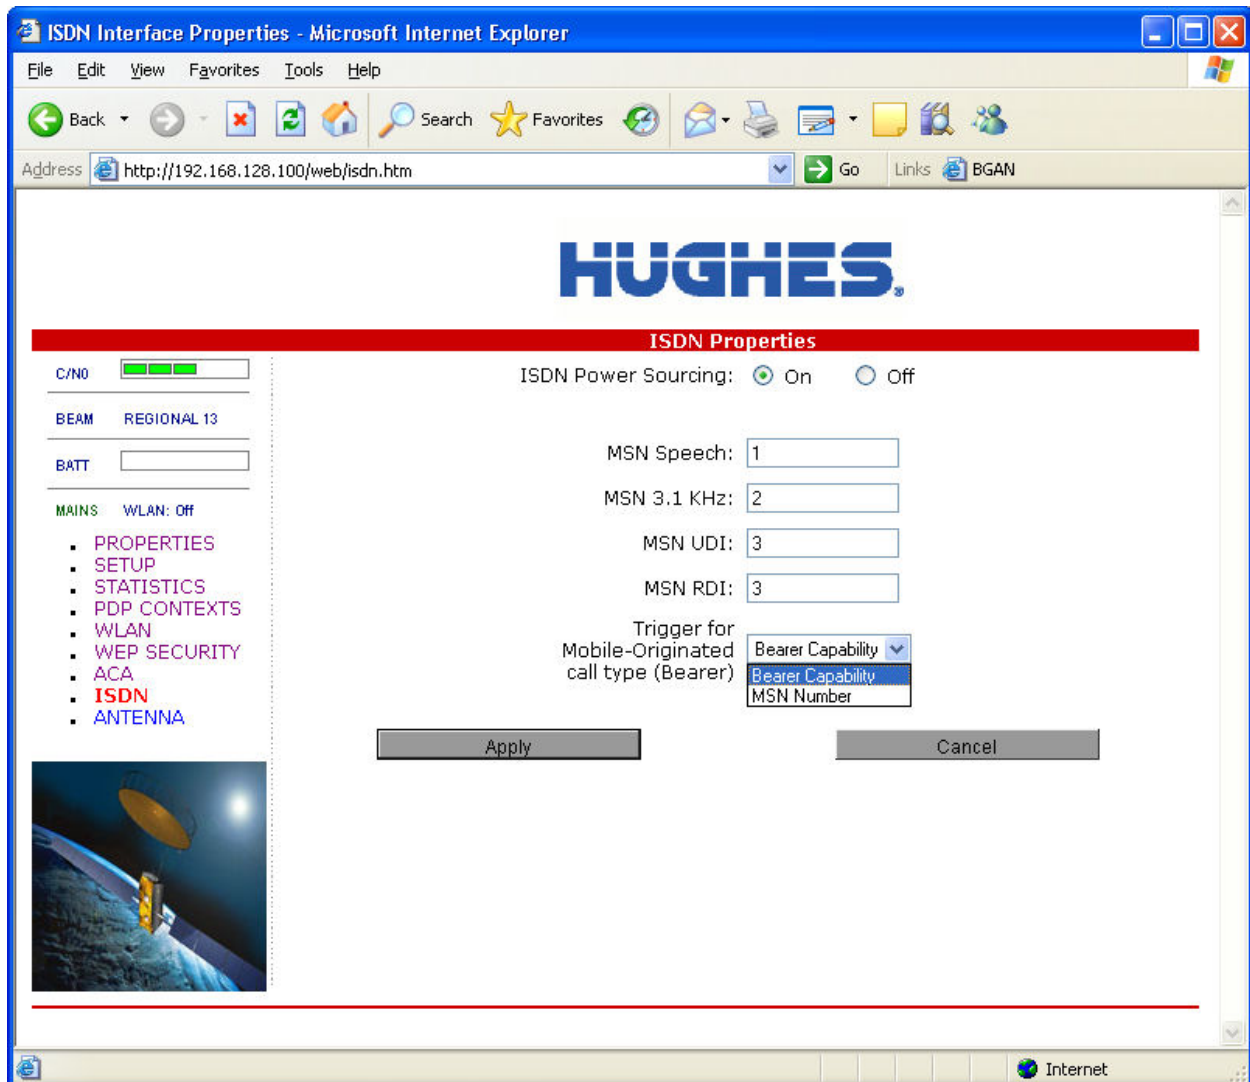 ISDN Interface Properties - Microsoft Internet Explorer
File Edit View Favorites Tools Help
Back Search Favorites
Address http://192.168.128.100/web/isdn.htm Go Links BGAN
HUGHES®
ISDN Properties
C/N0
BEAM REGIONAL 13
BATT
MAINS WLAN: Off
PROPERTIES
SETUP
STATISTICS
PDP CONTEXTS
WLAN
WEP SECURITY
ACA
ISDN
ANTENNA
ISDN Power Sourcing: On Off
MSN Speech: 1
MSN 3.1 KHz: 2
MSN UDI: 3
MSN RDI: 3
Trigger for
Mobile-Originated
call type (Bearer)
Bearer Capability
Bearer Capability
MSN Number
Apply Cancel
Internet